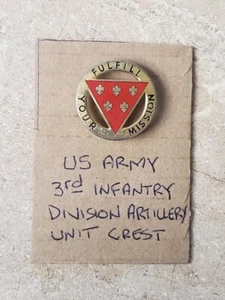 FULFILL
YOUR MISSION
US ARMY
3rd INFANTRY
DIVISION ARTILLERY
UNIT CREST